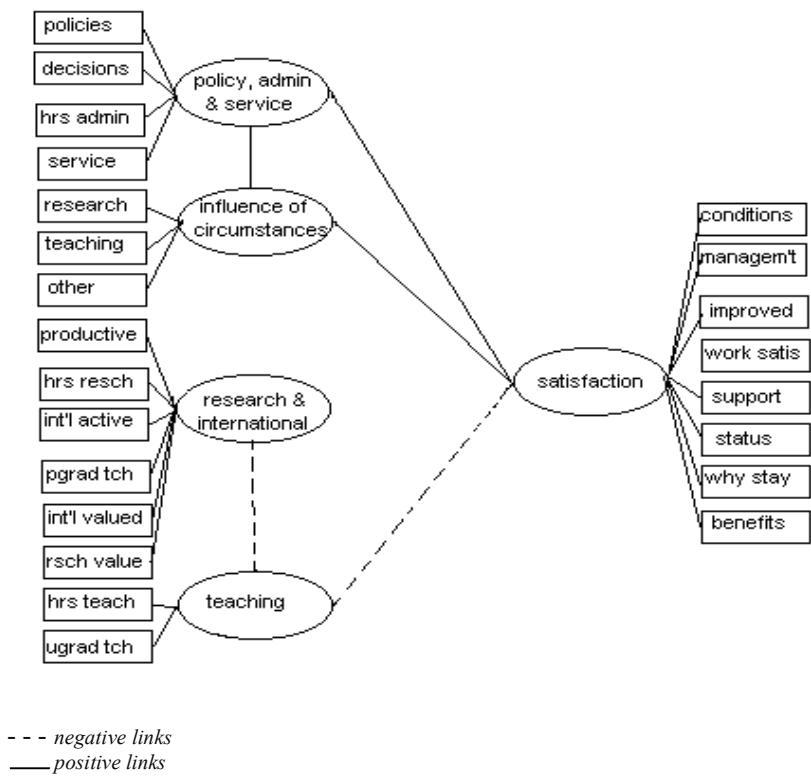 policies
decisions
hrs admin
service
research
teaching
other
productive
hrs resch
int'l active
pgrad tch
int'l valued
rsch value
hrs teach
ugrad tch
policy, admin
& service
influence of
circumstances
research &
international
teaching
satisfaction
conditions
managem't
improved
work satis
support
status
why stay
benefits
- - - negative links
___ positive links